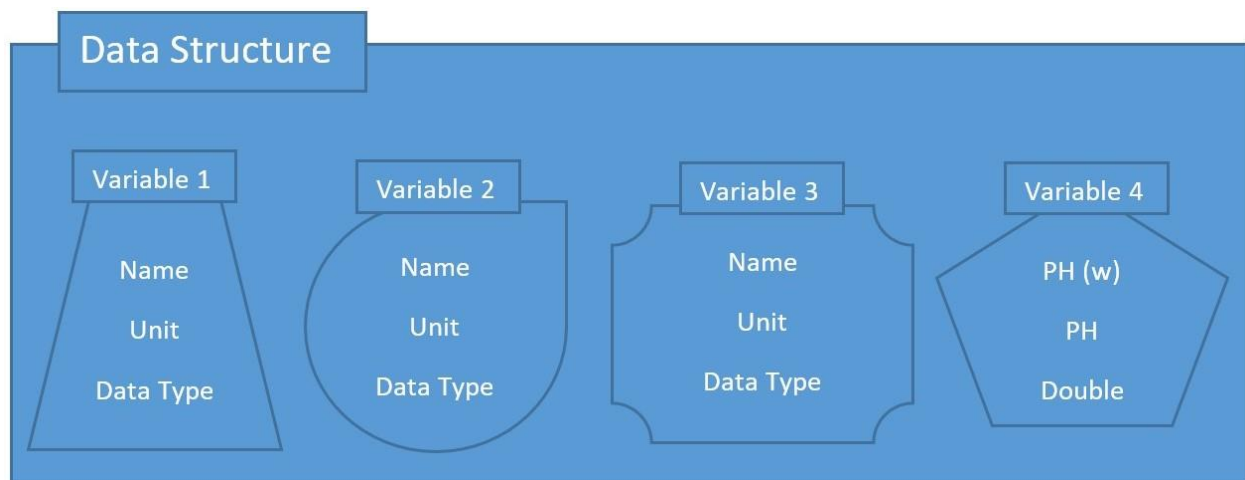 Data Structure
Variable 1
Name
Unit
Data Type
Variable 2
Name
Unit
Data Type
Variable 3
Name
Unit
Data Type
Variable 4
PH (w)
PH
Double